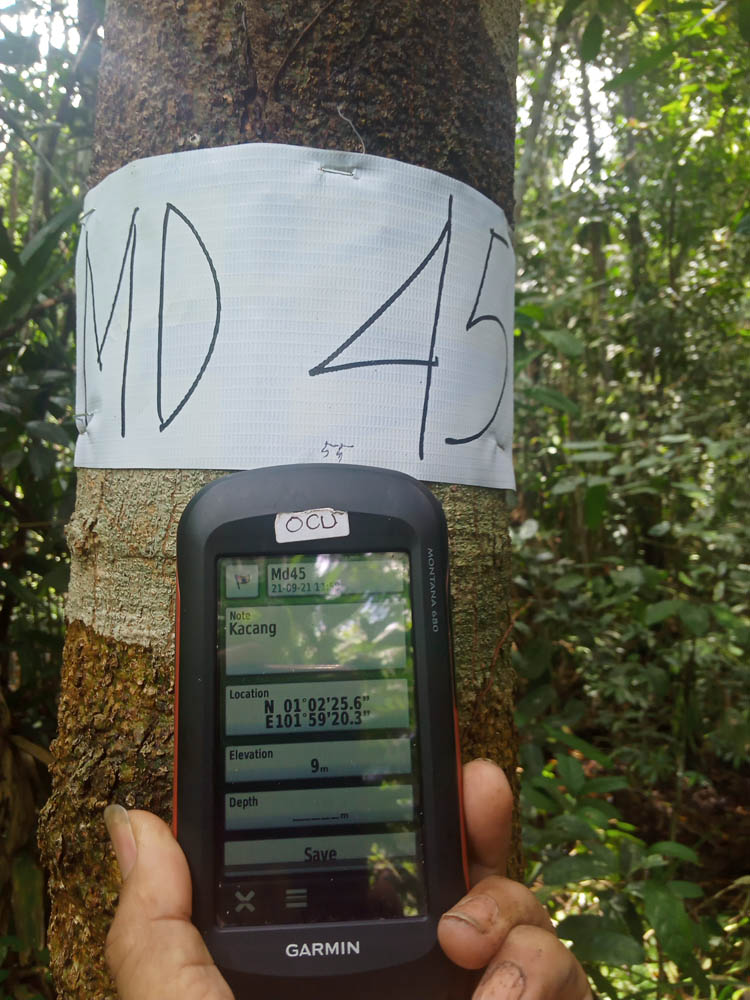 MD 45
55
OCU
MONTANA 680
Md45
21-09-21
Note
Kacang
Location
N 01°02'25.6"
E101°59'20.3"
Elevation
9m
Depth
_____m
Save
GARMIN